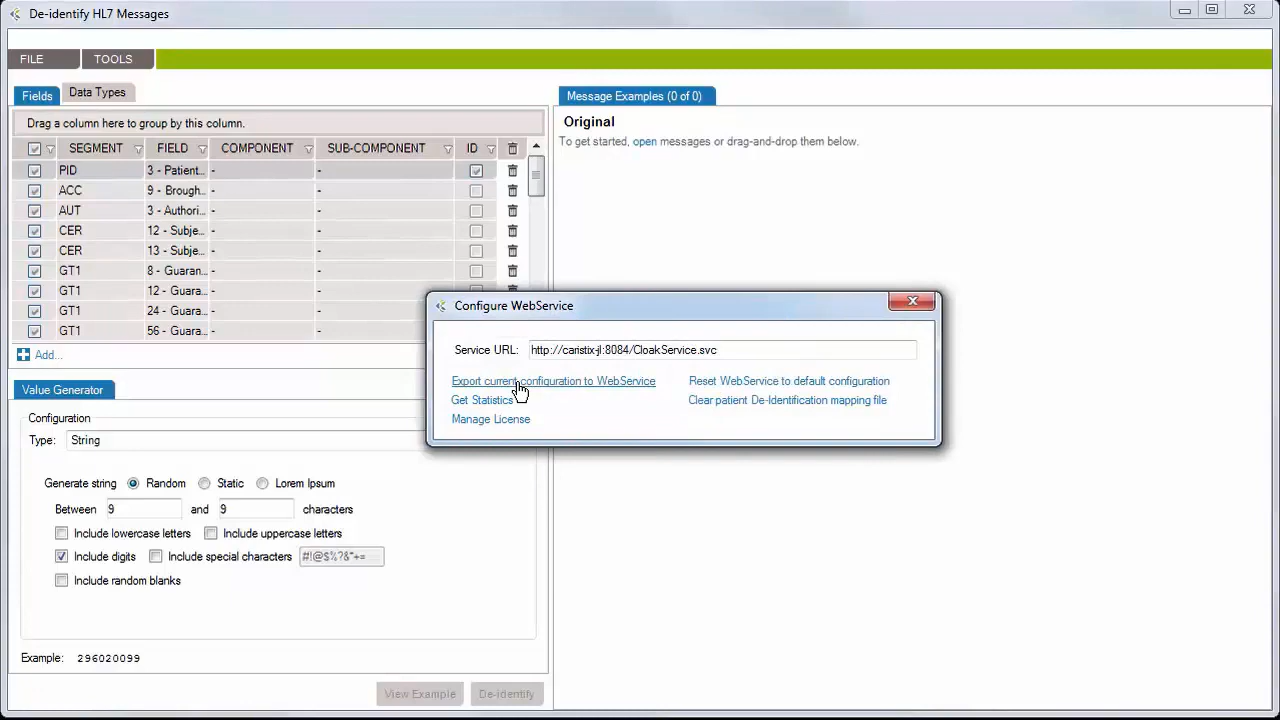 De-identify HL7 Messages
FILE
TOOLS
Fields
Data Types
Drag a column here to group by this column.
SEGMENT FIELD COMPONENT SUB-COMPONENT ID
PID 3 - Patient... - -
ACC 9 - Brough... - -
AUT 3 - Authori... - -
CER 12 - Subje... - -
CER 13 - Subje... - -
GT1 8 - Guaran... - -
GT1 12 - Guara... - -
GT1 24 - Guara... - -
GT1 56 - Guara... - -
Add...
Message Examples (0 of 0)
Original
To get started, open messages or drag-and-drop them below.
Configure WebService
Service URL: http://caristix-jl:8084/CloakService.svc
Export current configuration to WebService
Reset WebService to default configuration
Get Statistics
Clear patient De-Identification mapping file
Manage License
Value Generator
Configuration
Type: String
Generate string Random Static Lorem Ipsum
Between 9 and 9 characters
Include lowercase letters Include uppercase letters
Include digits Include special characters #!@$%?&*+=
Include random blanks
Example: 296020099
View Example
De-identify